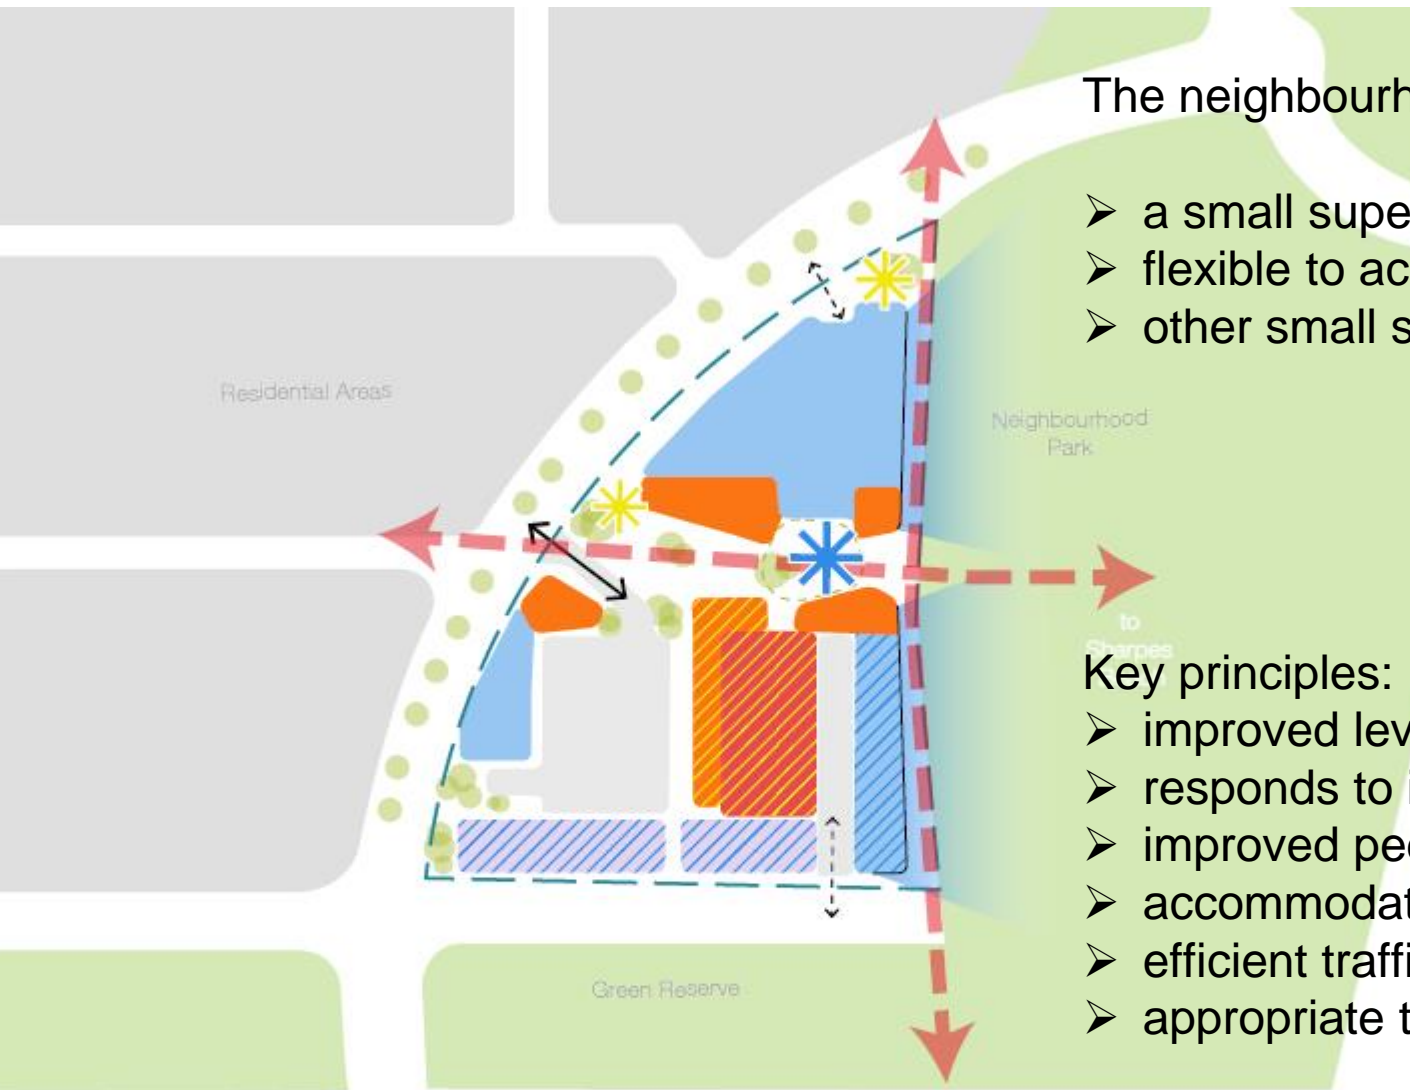 The neighbourh
➢ a small supe
➢ flexible to ac
➢ other small s
Residential Areas
Neighbourhood
Park
to
Sharpes
Key principles:
➢ improved lev
➢ responds to i
➢ improved pe
➢ accommodat
➢ efficient traffi
➢ appropriate t
Green Reserve